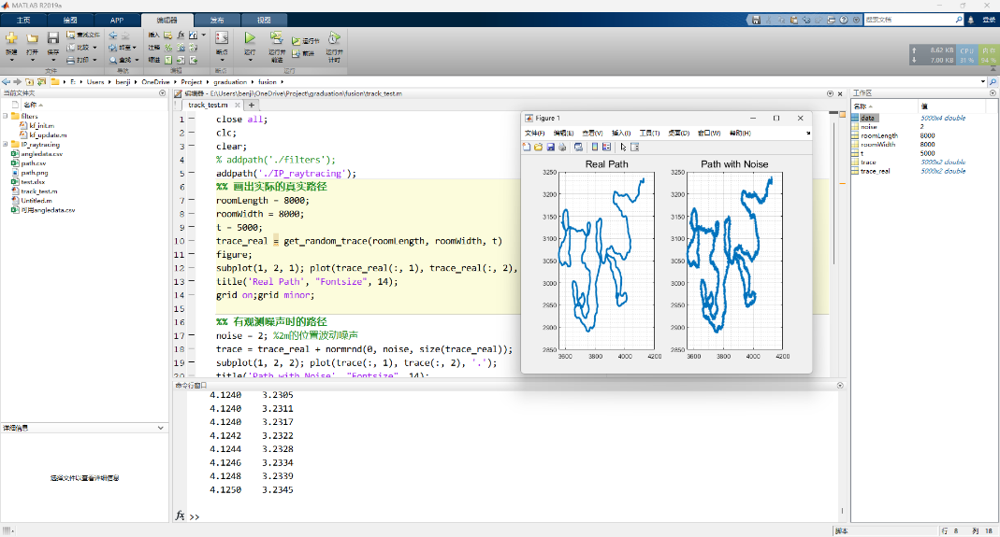 MATLAB R2019a
主页 绘图 APP 编辑器 发布 视图
搜索文档 登录
新建 打开 保存 查找文件 比较 打印 转至 查找 插入 fx 注释 缩进 断点 运行 运行并前进 运行节 前进 运行并计时
文件 导航 编辑 断点 运行
8.62 KB CPU 内存
7.00 KB 31 % 94 %
E: Users benji OneDrive Project graduation fusion
当前文件夹
名称
filters
kf_init.m
kf_update.m
IP_raytracing
angledata.csv
path.csv
path.png
test.xlsx
track_test.m
Untitled.m
可用angledata.csv
详细信息
选择文件以查看详细信息
编辑器 - E:\Users\benji\OneDrive\Project\graduation\fusion\track_test.m
track_test.m
1 close all;
2 clc;
3 clear;
4 % addpath('./filters');
5 addpath('./IP_raytracing');
6 %% 画出实际的真实路径
7 roomLength = 8000;
8 roomWidth = 8000;
9 t = 5000;
10 trace_real = get_random_trace(roomLength, roomWidth, t)
11 figure;
12 subplot(1, 2, 1); plot(trace_real(:, 1), trace_real(:, 2),
13 title('Real Path', "Fontsize", 14);
14 grid on;grid minor;
15
16 %% 有观测噪声时的路径
17 noise = 2; %2m的位置波动噪声
18 trace = trace_real + normrnd(0, noise, size(trace_real));
19 subplot(1, 2, 2); plot(trace(:, 1), trace(:, 2), '.');
20 title('Path with Noise', "Fontsize", 14);
Figure 1
文件(F) 编辑(E) 查看(V) 插入(I) 工具(T) 桌面(D) 窗口(W) 帮助(H)
Real Path
3250
3200
3150
3100
3050
3000
2950
2900
2850
3600 3800 4000 4200
Path with Noise
3250
3200
3150
3100
3050
3000
2950
2900
2850
3600 3800 4000 4200
命令行窗口
4.1240 3.2305
4.1240 3.2311
4.1240 3.2317
4.1242 3.2322
4.1244 3.2328
4.1246 3.2334
4.1248 3.2339
4.1250 3.2345
fx >>
工作区
名称 值
data 5000x4 double
noise 2
roomLength 8000
roomWidth 8000
t 5000
trace 5000x2 double
trace_real 5000x2 double
脚本 行 8 列 18